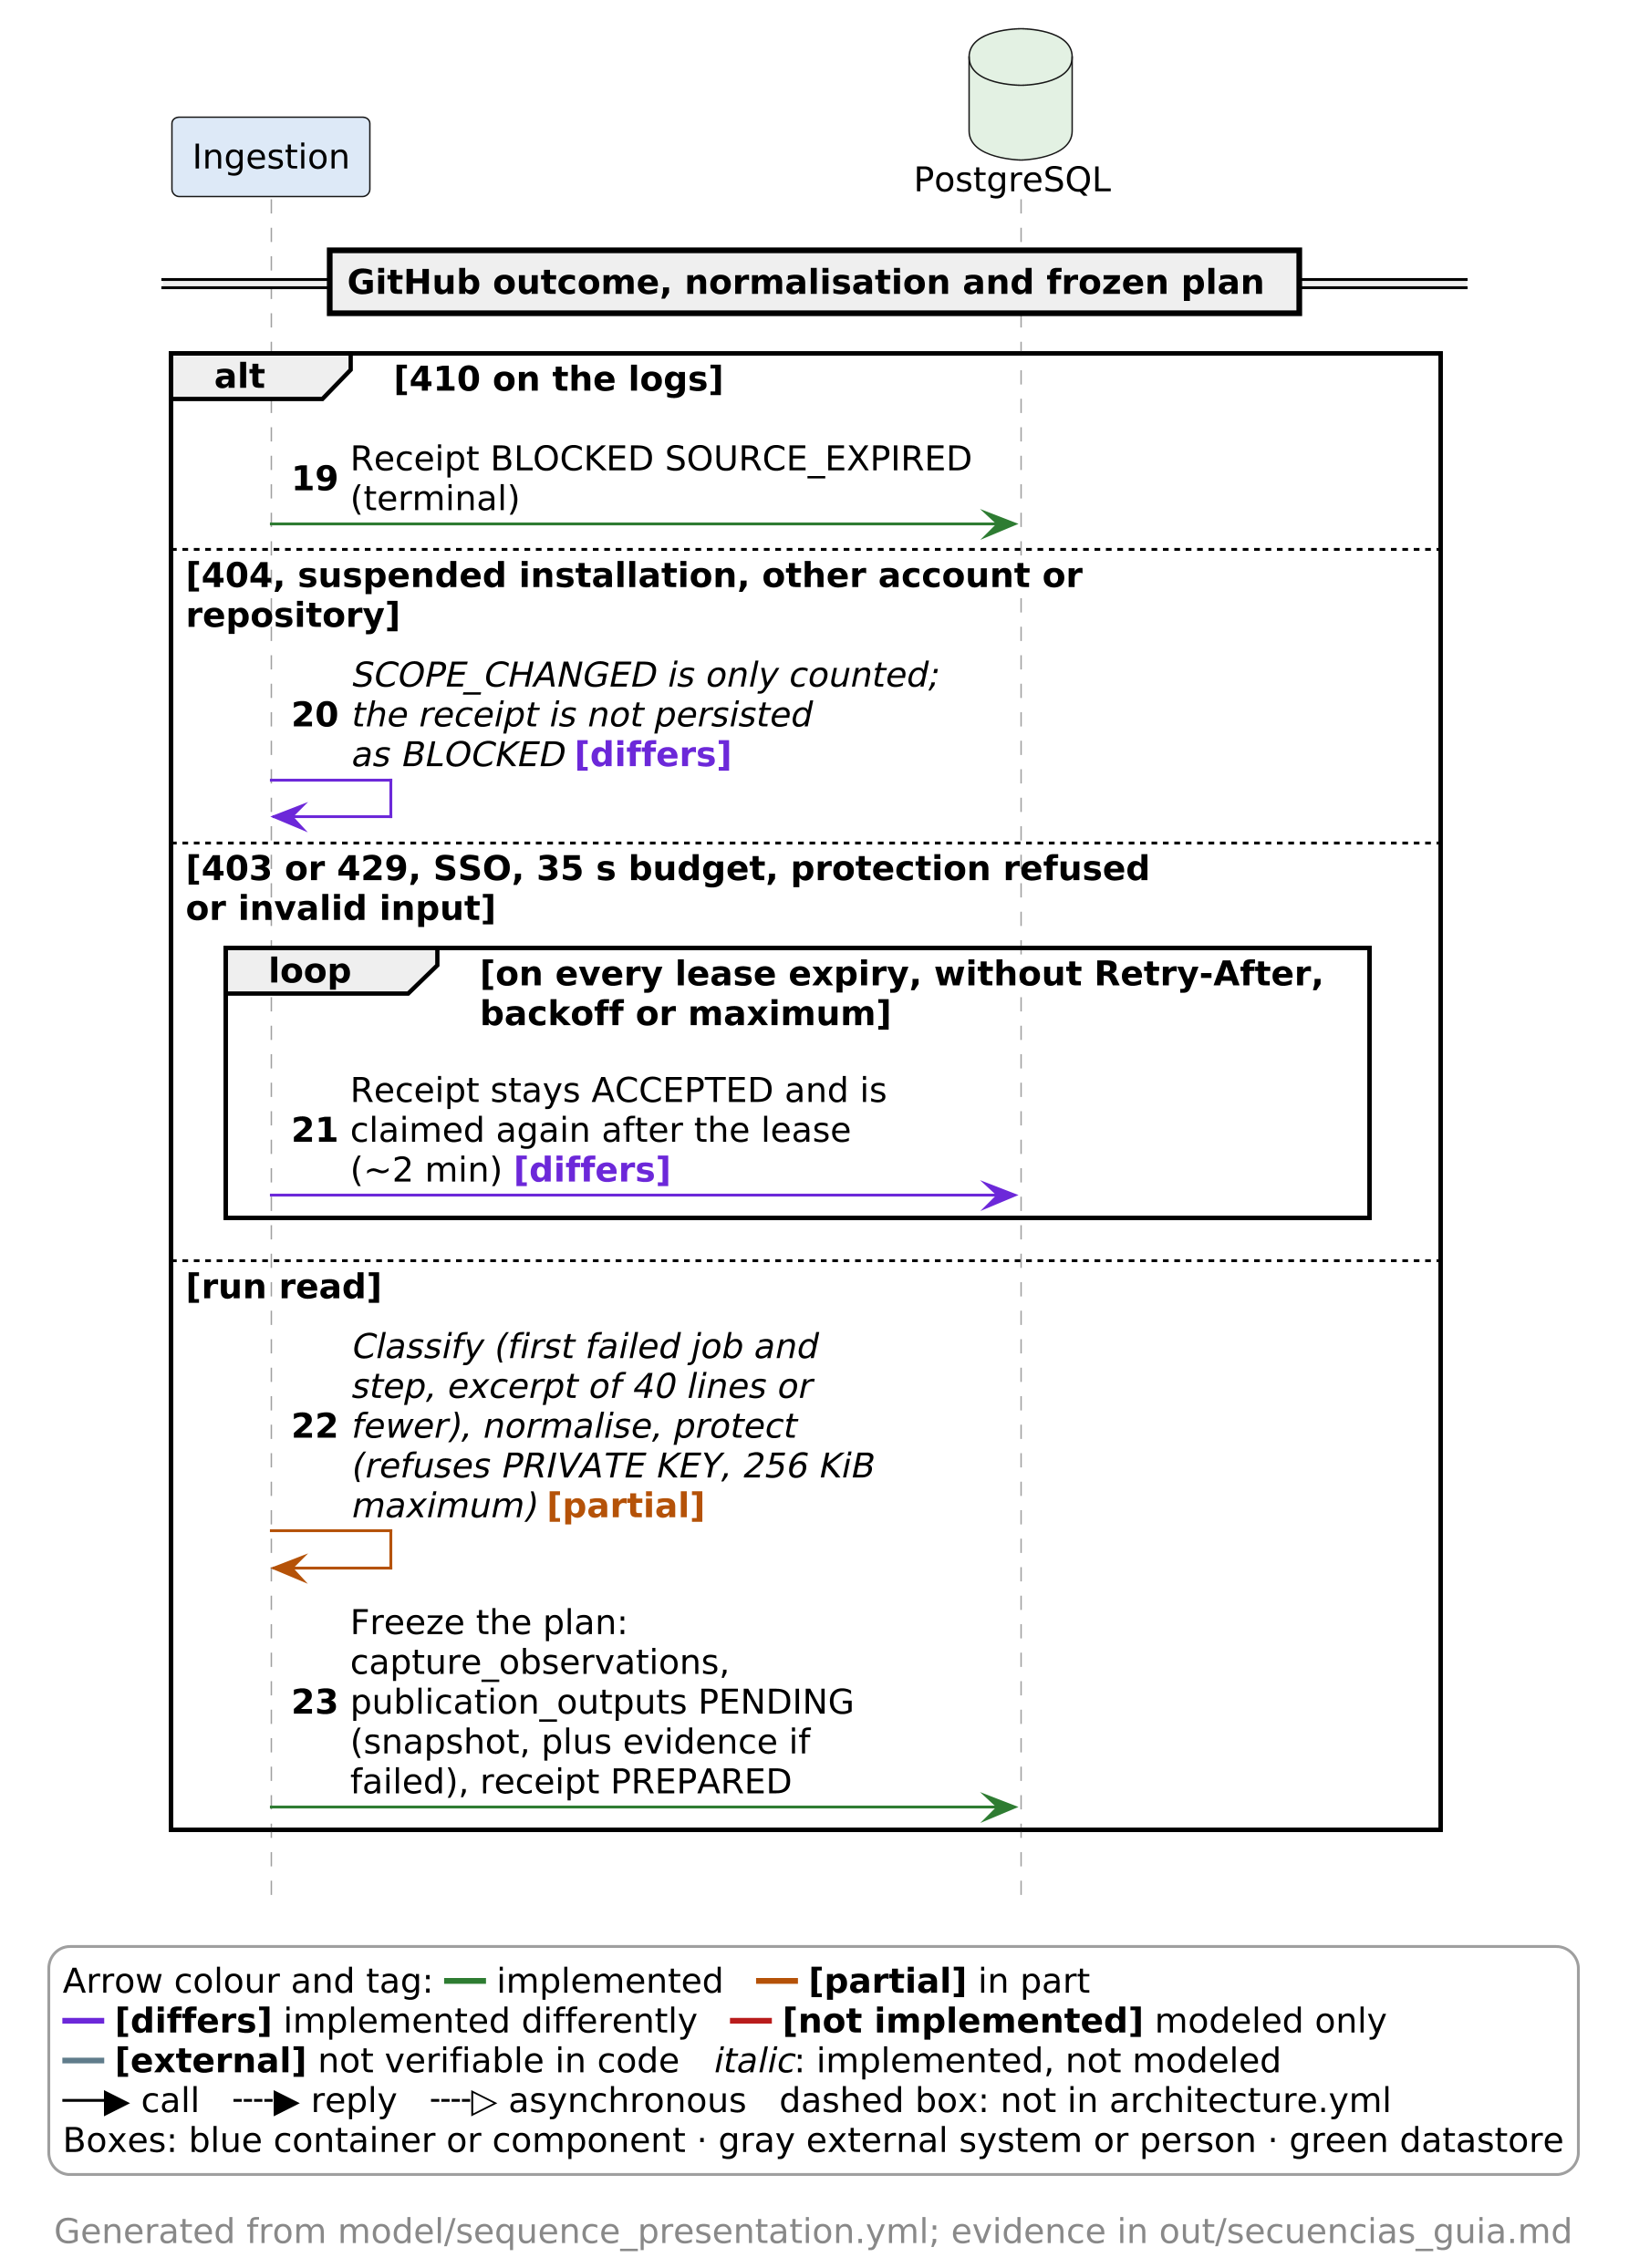 Ingestion
PostgreSQL
GitHub outcome, normalisation and frozen plan
alt
[410 on the logs]
19
Receipt BLOCKED SOURCE_EXPIRED
(terminal)
[404, suspended installation, other account or
repository]
20
SCOPE_CHANGED is only counted;
the receipt is not persisted
as BLOCKED [differs]
[403 or 429, SSO, 35 s budget, protection refused
or invalid input]
loop
[on every lease expiry, without Retry-After,
backoff or maximum]
21
Receipt stays ACCEPTED and is
claimed again after the lease
(~2 min) [differs]
[run read]
22
Classify (first failed job and
step, excerpt of 40 lines or
fewer), normalise, protect
(refuses PRIVATE KEY, 256 KiB
maximum) [partial]
23
Freeze the plan:
capture_observations,
publication_outputs PENDING
(snapshot, plus evidence if
failed), receipt PREPARED
Arrow colour and tag: implemented [partial] in part
[differs] implemented differently [not implemented] modeled only
[external] not verifiable in code italic: implemented, not modeled
call reply asynchronous dashed box: not in architecture.yml
Boxes: blue container or component · gray external system or person · green datastore
Generated from model/sequence_presentation.yml; evidence in out/secuencias_guia.md